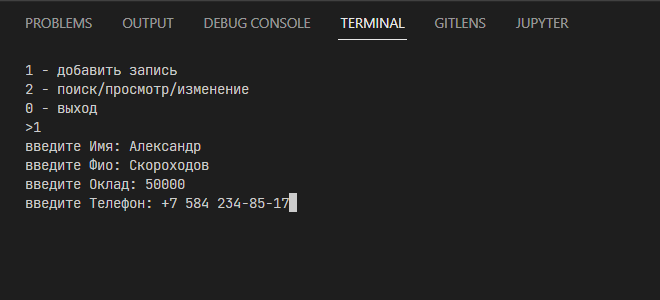 PROBLEMS OUTPUT DEBUG CONSOLE TERMINAL GITLENS JUPYTER
1 - добавить запись
2 - поиск/просмотр/изменение
0 - выход
>1
введите Имя: Александр
введите Фио: Скороходов
введите Оклад: 50000
введите Телефон: +7 584 234-85-17